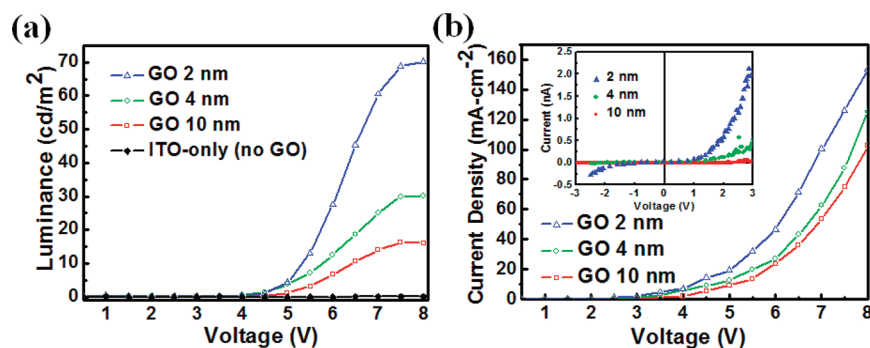 (a)
Luminance (cd/m²)
70
60
50
40
30
20
10
0
GO 2 nm
GO 4 nm
GO 10 nm
ITO-only (no GO)
1 2 3 4 5 6 7 8
Voltage (V)
(b)
Current Density (mA-cm⁻²)
160
140
120
100
80
60
40
20
0
Current (nA)
2.5
2.0
1.5
1.0
0.5
0.0
-0.5
2 nm
4 nm
10 nm
-3 -2 -1 0 1 2 3
Voltage (V)
GO 2 nm
GO 4 nm
GO 10 nm
1 2 3 4 5 6 7 8
Voltage (V)